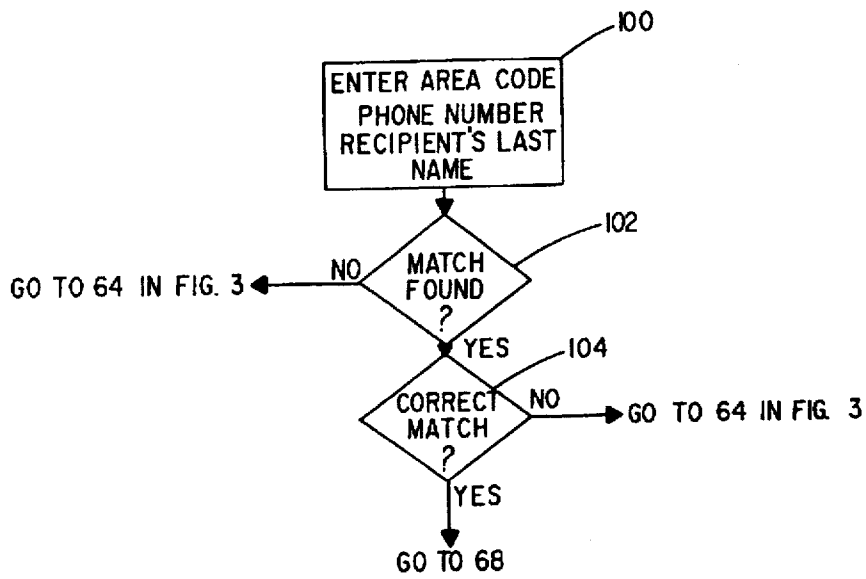 100
ENTER AREA CODE
PHONE NUMBER
RECIPIENT'S LAST
NAME
102
MATCH
FOUND
?
NO
GO TO 64 IN FIG. 3
YES
104
CORRECT
MATCH
?
NO
GO TO 64 IN FIG. 3
YES
GO TO 68